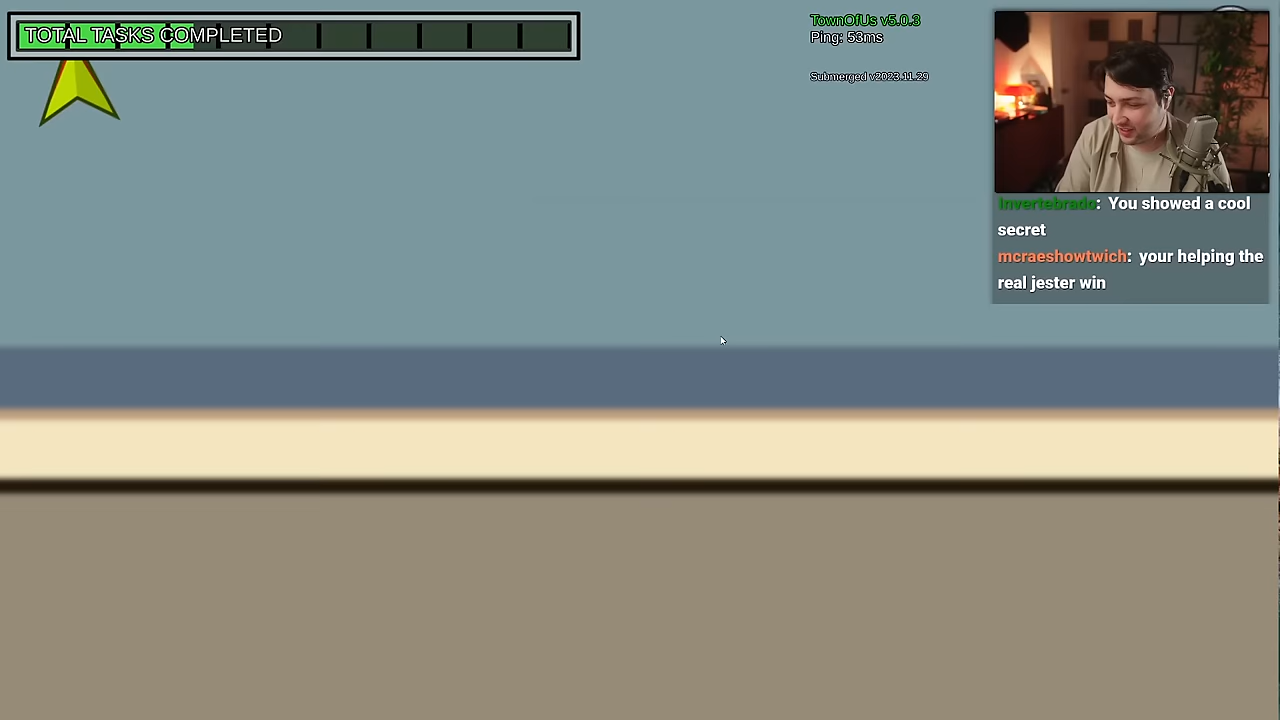 TOTAL TASKS COMPLETED
TownOfUs v5.0.3
Ping: 53ms
Submerged v2023.11.29
Invertebrado: You showed a cool
secret
mcraeshowtwich: your helping the
real jester win